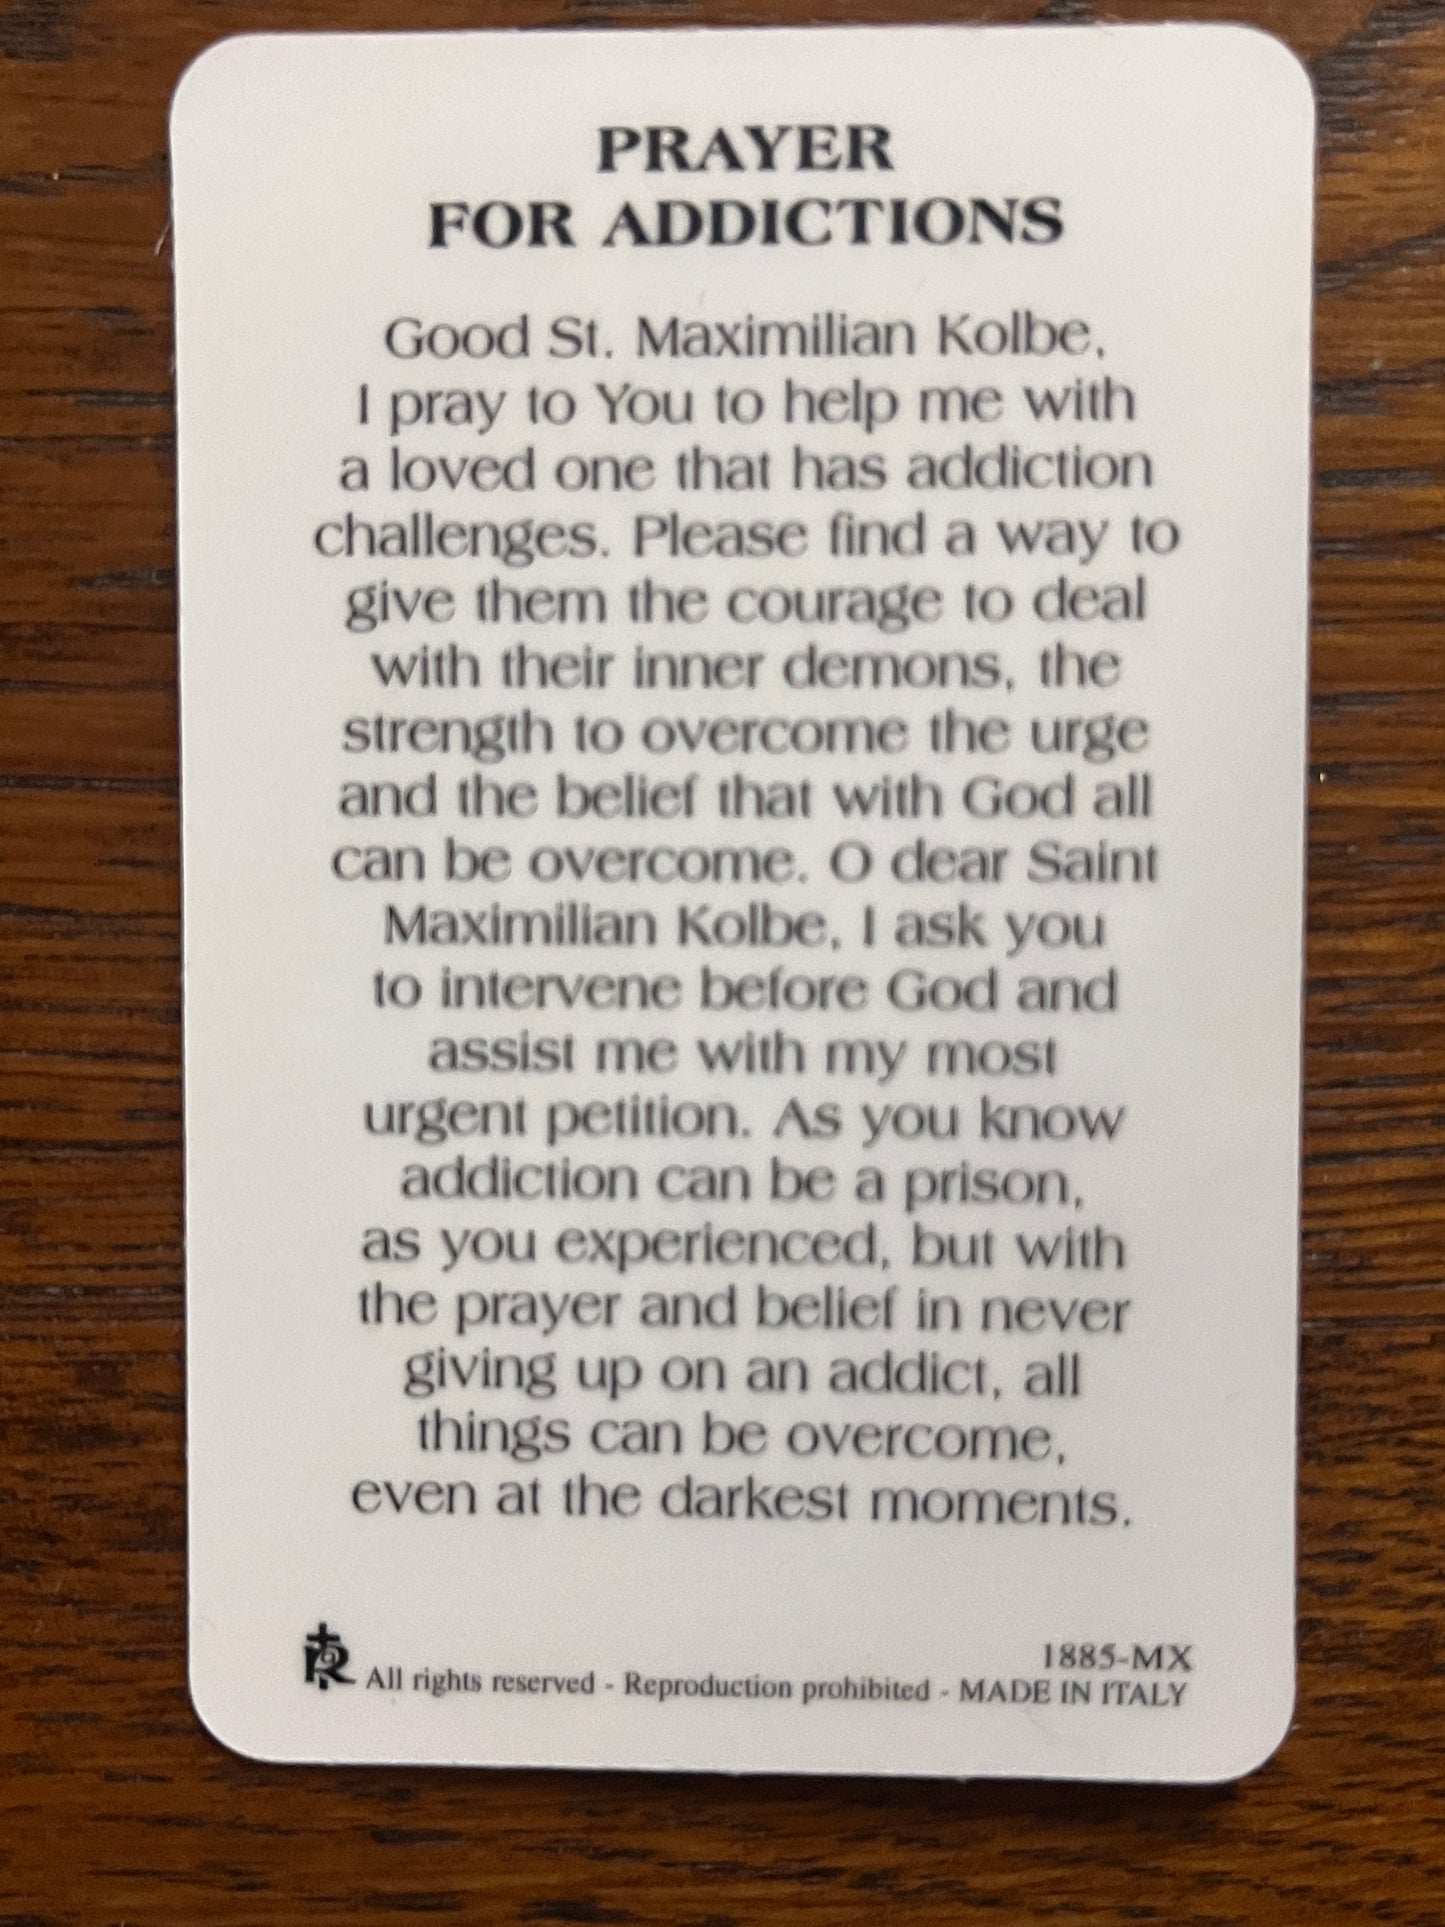 PRAYER
FOR ADDICTIONS
Good St. Maximilian Kolbe,
I pray to You to help me with
a loved one that has addiction
challenges. Please find a way to
give them the courage to deal
with their inner demons, the
strength to overcome the urge
and the belief that with God all
can be overcome. O dear Saint
Maximilian Kolbe, I ask you
to intervene before God and
assist me with my most
urgent petition. As you know
addiction can be a prison,
as you experienced, but with
the prayer and belief in never
giving up on an addict, all
things can be overcome,
even at the darkest moments.
1885-MX
All rights reserved - Reproduction prohibited - MADE IN ITALY